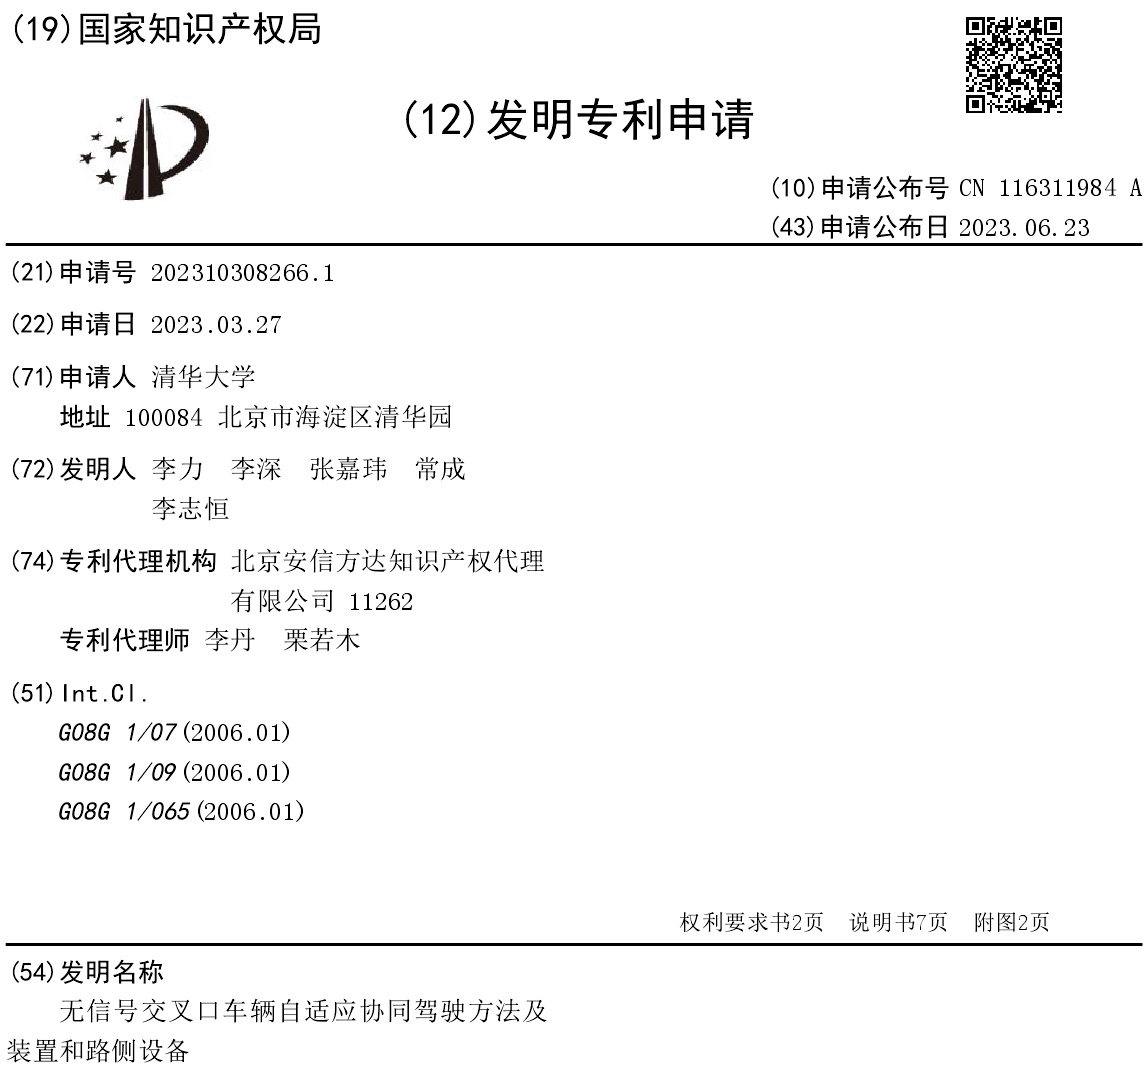 (19)国家知识产权局
(12)发明专利申请
(10)申请公布号 CN 116311984 A
(43)申请公布日 2023.06.23
(21)申请号 202310308266.1
(22)申请日 2023.03.27
(71)申请人 清华大学
地址 100084 北京市海淀区清华园
(72)发明人 李力 李深 张嘉玮 常成
李志恒
(74)专利代理机构 北京安信方达知识产权代理
有限公司 11262
专利代理师 李丹 栗若木
(51)Int.Cl.
G08G 1/07(2006.01)
G08G 1/09(2006.01)
G08G 1/065(2006.01)
权利要求书2页 说明书7页 附图2页
(54)发明名称
无信号交叉口车辆自适应协同驾驶方法及
装置和路侧设备